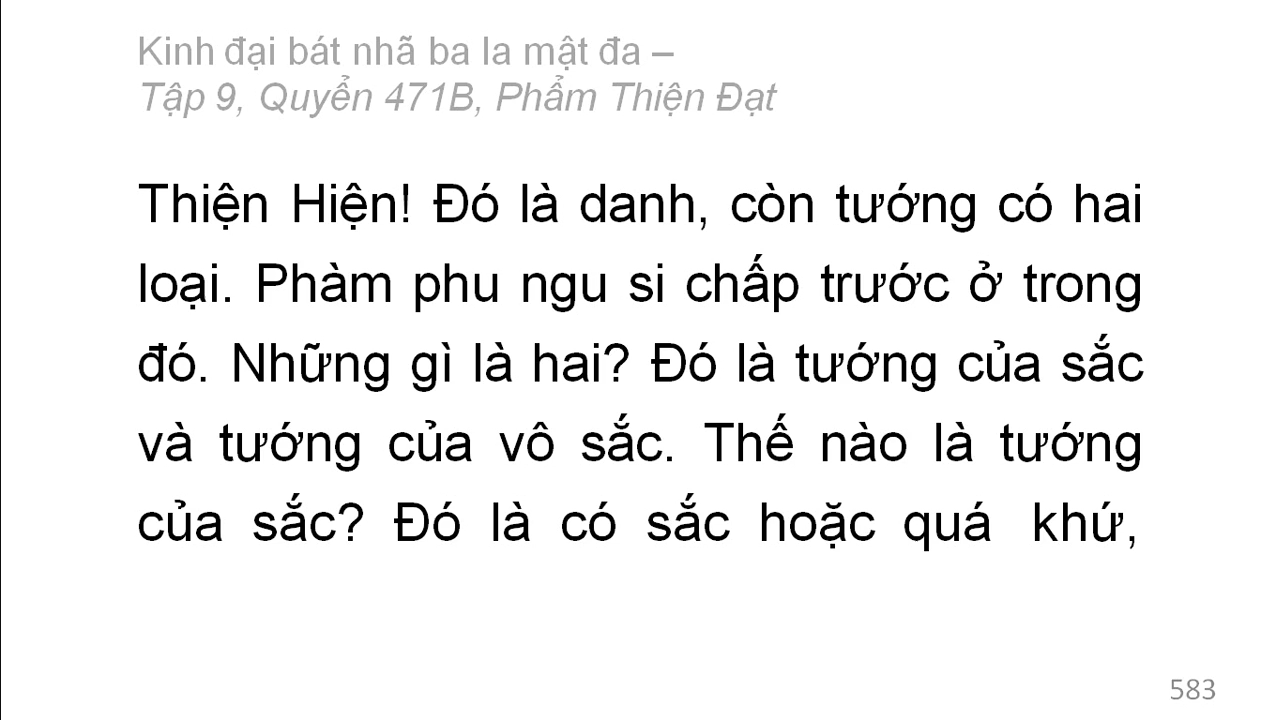 Kinh đại bát nhã ba la mật đa –
Tập 9, Quyển 471B, Phẩm Thiện Đạt
Thiện Hiện! Đó là danh, còn tướng có hai
loại. Phàm phu ngu si chấp trước ở trong
đó. Những gì là hai? Đó là tướng của sắc
và tướng của vô sắc. Thế nào là tướng
của sắc? Đó là có sắc hoặc quá khứ,
583